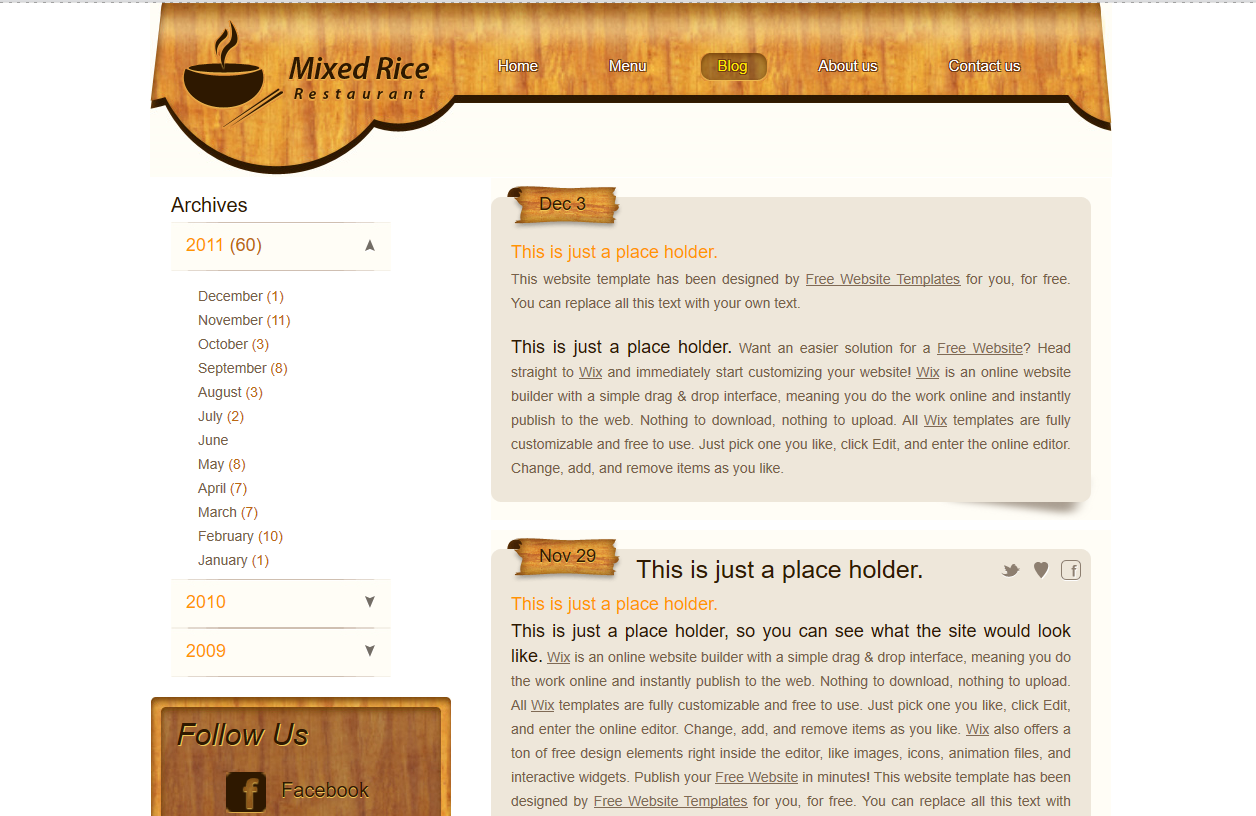 Mixed Rice
Restaurant
Home
Menu
Blog
About us
Contact us
Archives
2011 (60)
December (1)
November (11)
October (3)
September (8)
August (3)
July (2)
June
May (8)
April (7)
March (7)
February (10)
January (1)
2010
2009
Follow Us
f
Facebook
Dec 3
This is just a place holder.
This website template has been designed by Free Website Templates for you, for free.
You can replace all this text with your own text.
This is just a place holder. Want an easier solution for a Free Website? Head
straight to Wix and immediately start customizing your website! Wix is an online website
builder with a simple drag & drop interface, meaning you do the work online and instantly
publish to the web. Nothing to download, nothing to upload. All Wix templates are fully
customizable and free to use. Just pick one you like, click Edit, and enter the online editor.
Change, add, and remove items as you like.
Nov 29
This is just a place holder.
f
This is just a place holder.
This is just a place holder, so you can see what the site would look
like. Wix is an online website builder with a simple drag & drop interface, meaning you do
the work online and instantly publish to the web. Nothing to download, nothing to upload.
All Wix templates are fully customizable and free to use. Just pick one you like, click Edit,
and enter the online editor. Change, add, and remove items as you like. Wix also offers a
ton of free design elements right inside the editor, like images, icons, animation files, and
interactive widgets. Publish your Free Website in minutes! This website template has been
designed by Free Website Templates for you, for free. You can replace all this text with